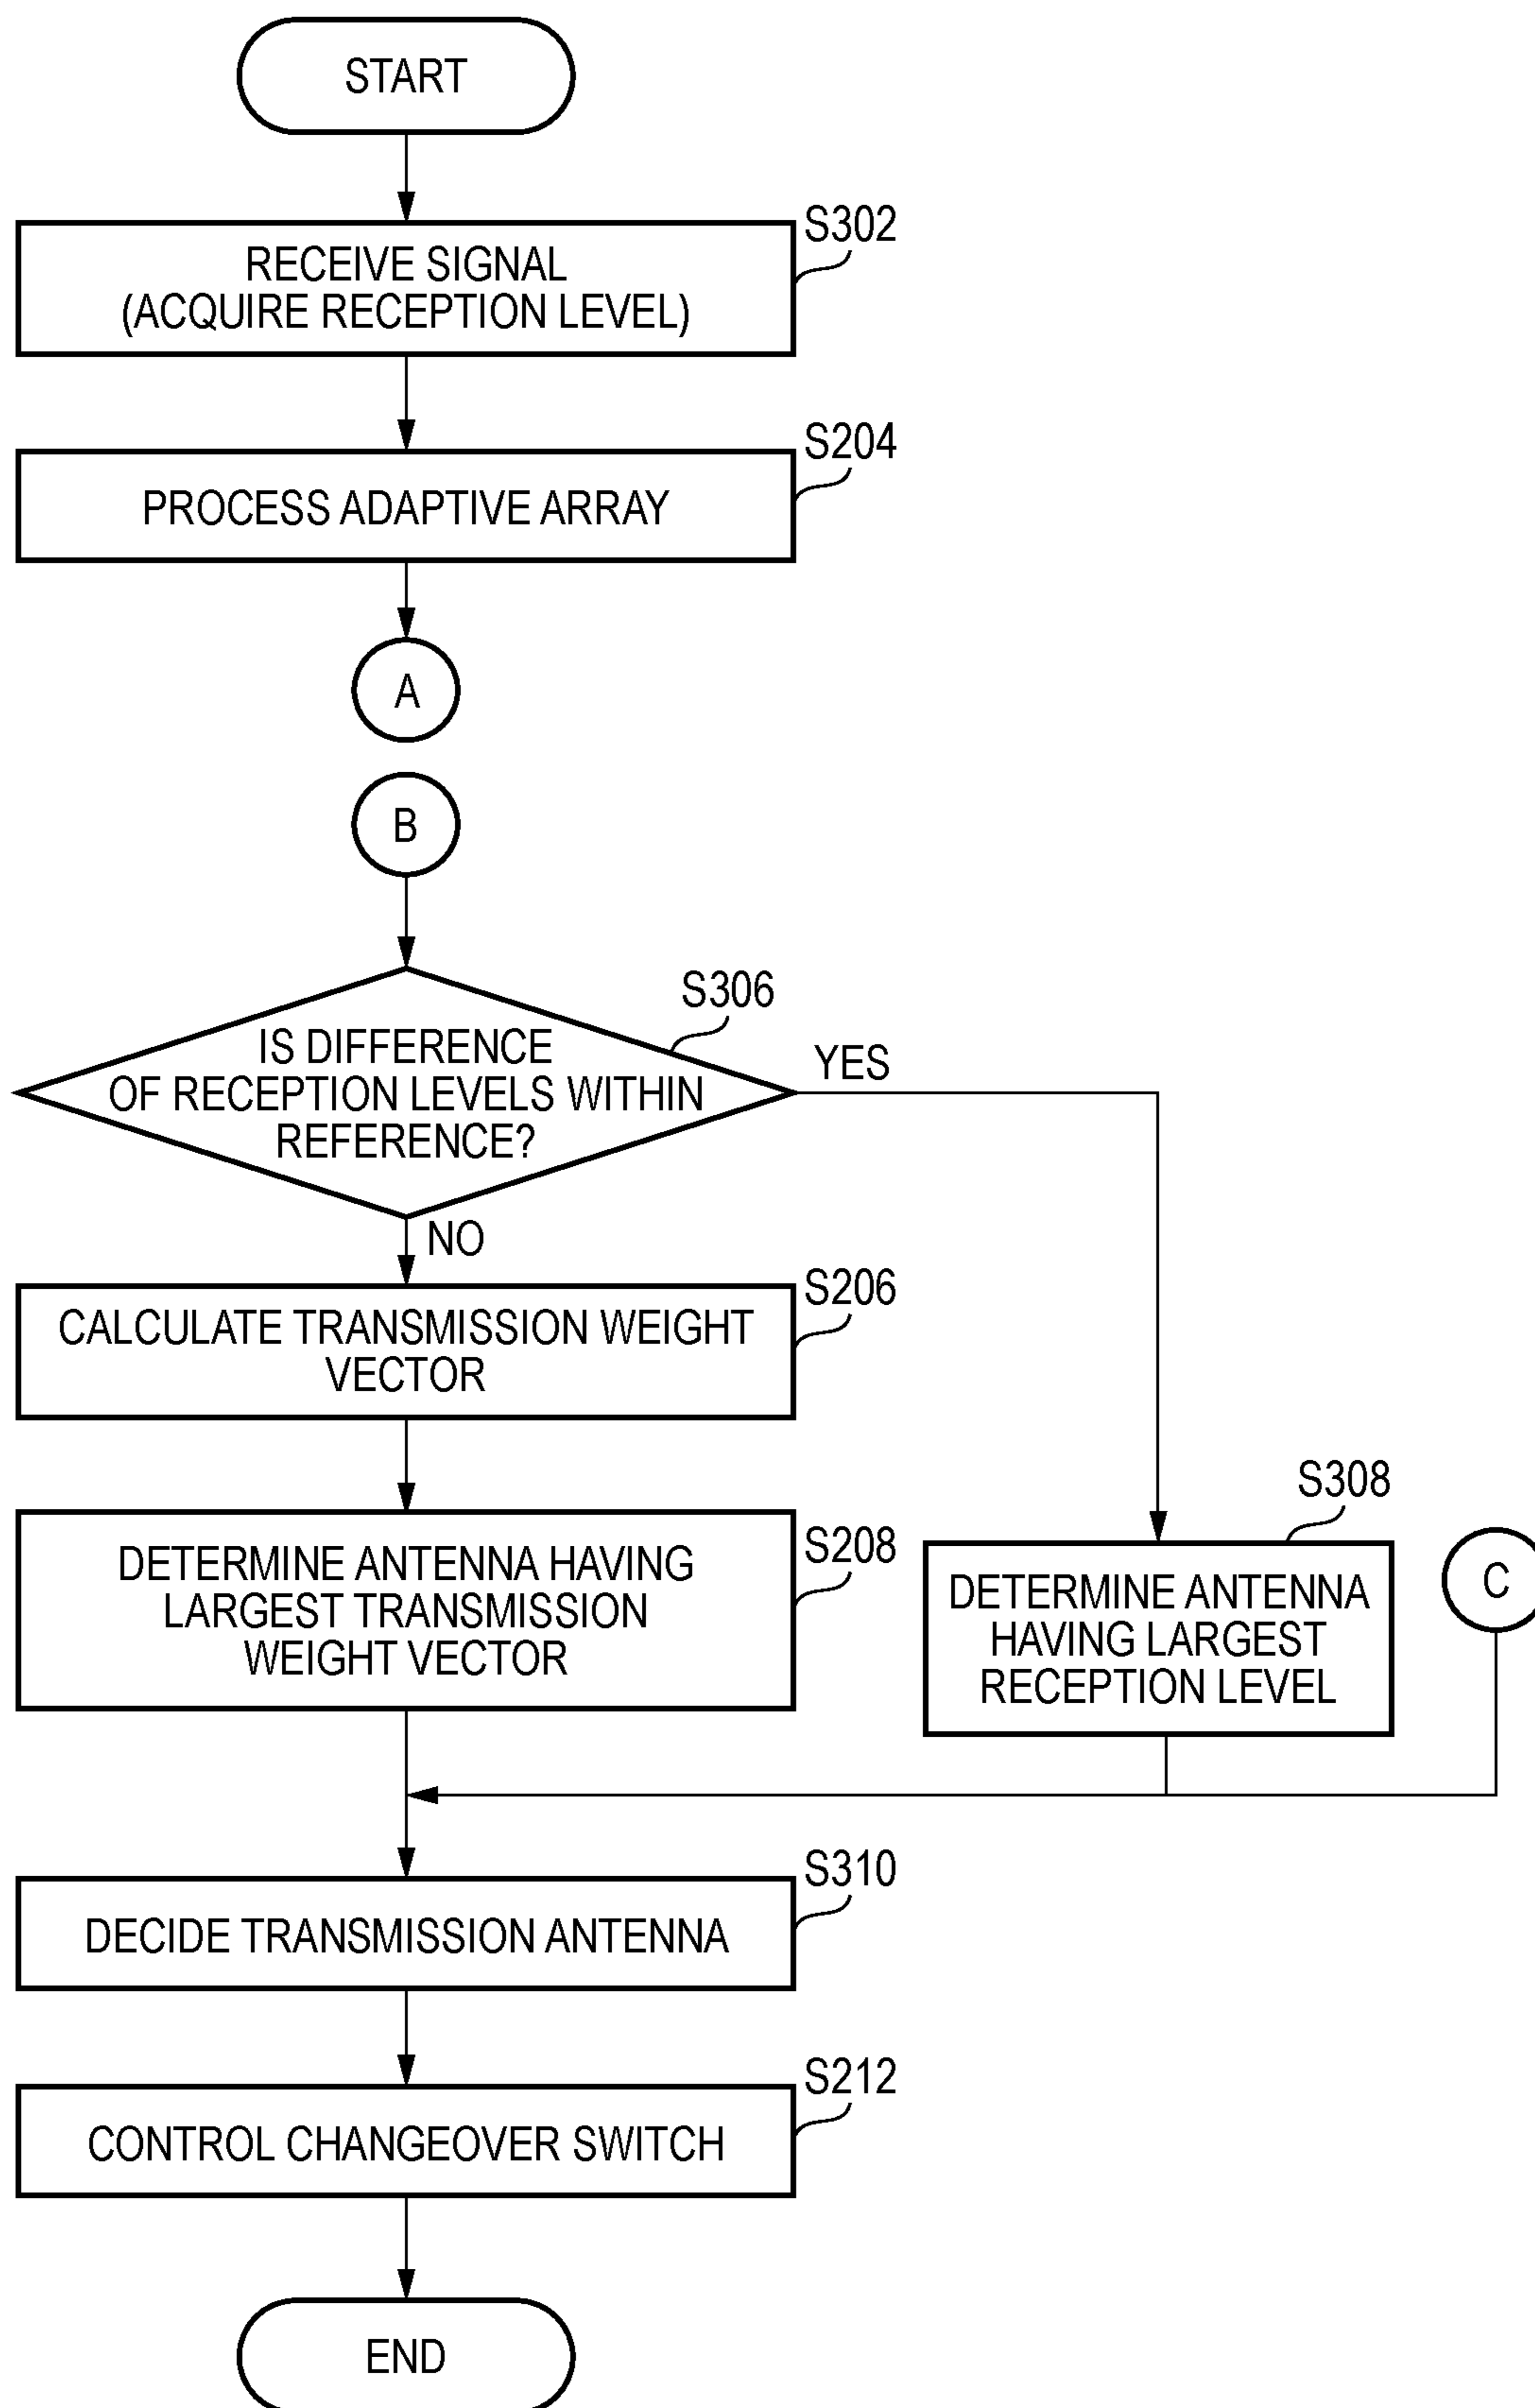 START
S302
RECEIVE SIGNAL
(ACQUIRE RECEPTION LEVEL)
S204
PROCESS ADAPTIVE ARRAY
A
B
S306
IS DIFFERENCE
OF RECEPTION LEVELS WITHIN
REFERENCE?
YES
NO
S206
CALCULATE TRANSMISSION WEIGHT
VECTOR
S208
DETERMINE ANTENNA HAVING
LARGEST TRANSMISSION
WEIGHT VECTOR
S308
DETERMINE ANTENNA
HAVING LARGEST
RECEPTION LEVEL
C
S310
DECIDE TRANSMISSION ANTENNA
S212
CONTROL CHANGEOVER SWITCH
END